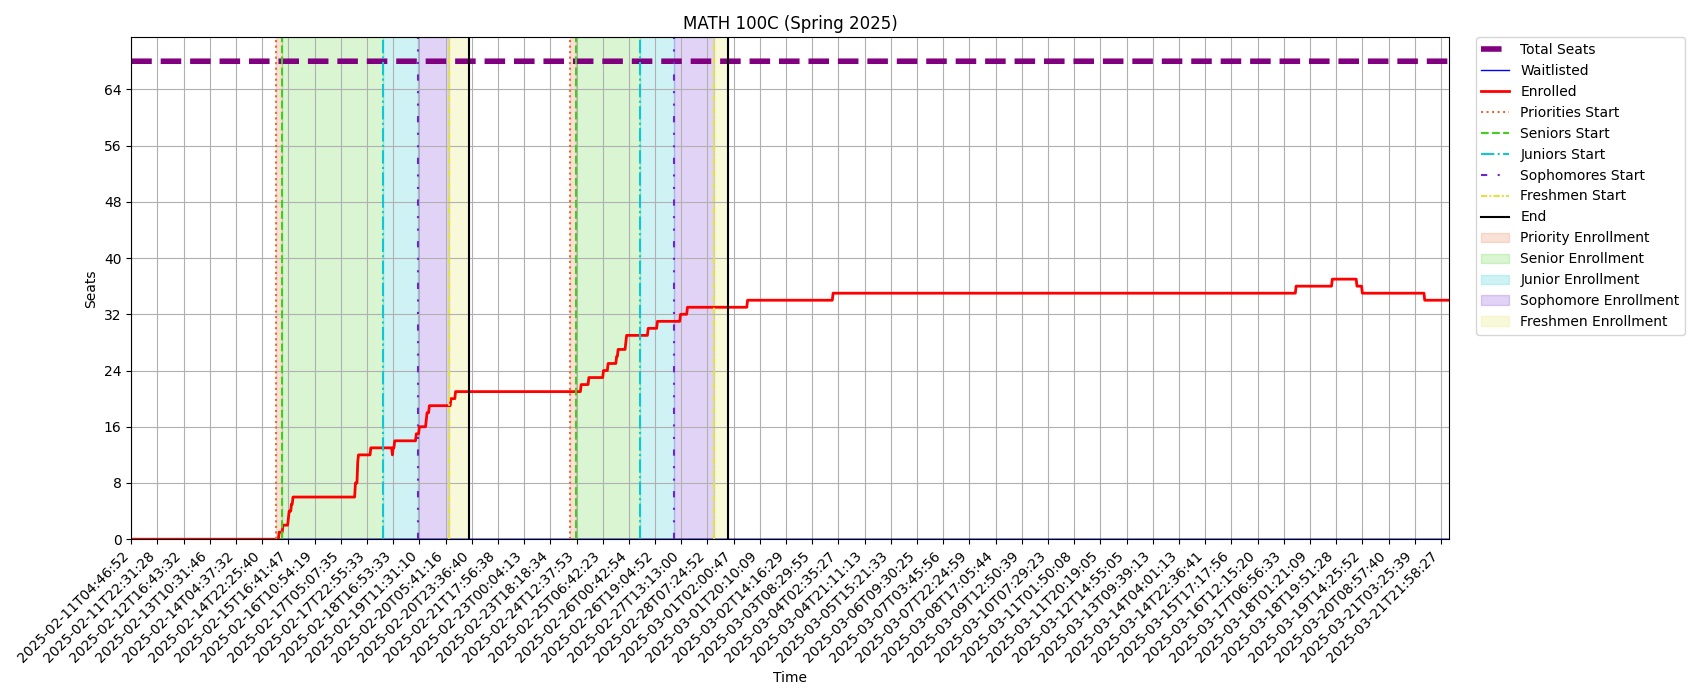 MATH 100C (Spring 2025)
Total Seats
Waitlisted
Enrolled
Priorities Start
Seniors Start
Juniors Start
Sophomores Start
Freshmen Start
End
Priority Enrollment
Senior Enrollment
Junior Enrollment
Sophomore Enrollment
Freshmen Enrollment
Seats
64
56
48
40
32
24
16
8
0
2025-02-11T04:46:52
2025-02-11T22:31:28
2025-02-12T16:43:32
2025-02-13T10:31:46
2025-02-14T04:37:32
2025-02-14T22:25:40
2025-02-15T16:41:47
2025-02-16T10:54:19
2025-02-17T05:07:35
2025-02-17T22:55:33
2025-02-18T16:53:33
2025-02-19T11:31:10
2025-02-20T05:41:16
2025-02-20T23:36:40
2025-02-21T17:56:38
2025-02-23T00:04:13
2025-02-23T18:18:34
2025-02-24T12:37:53
2025-02-25T06:42:23
2025-02-26T00:42:54
2025-02-26T19:04:52
2025-02-27T13:13:00
2025-02-28T07:24:52
2025-03-01T02:00:47
2025-03-01T20:10:09
2025-03-02T14:16:29
2025-03-03T08:29:55
2025-03-04T02:35:27
2025-03-04T21:11:13
2025-03-05T15:21:33
2025-03-06T09:30:25
2025-03-07T03:45:56
2025-03-07T22:24:59
2025-03-08T17:05:44
2025-03-09T12:50:39
2025-03-10T07:29:23
2025-03-11T01:50:08
2025-03-11T20:19:05
2025-03-12T14:55:05
2025-03-13T09:39:13
2025-03-14T04:01:13
2025-03-14T22:36:41
2025-03-15T17:17:56
2025-03-16T12:15:20
2025-03-17T06:56:33
2025-03-18T01:21:09
2025-03-18T19:51:28
2025-03-19T14:25:52
2025-03-20T08:57:40
2025-03-21T03:25:39
2025-03-21T21:58:27
Time